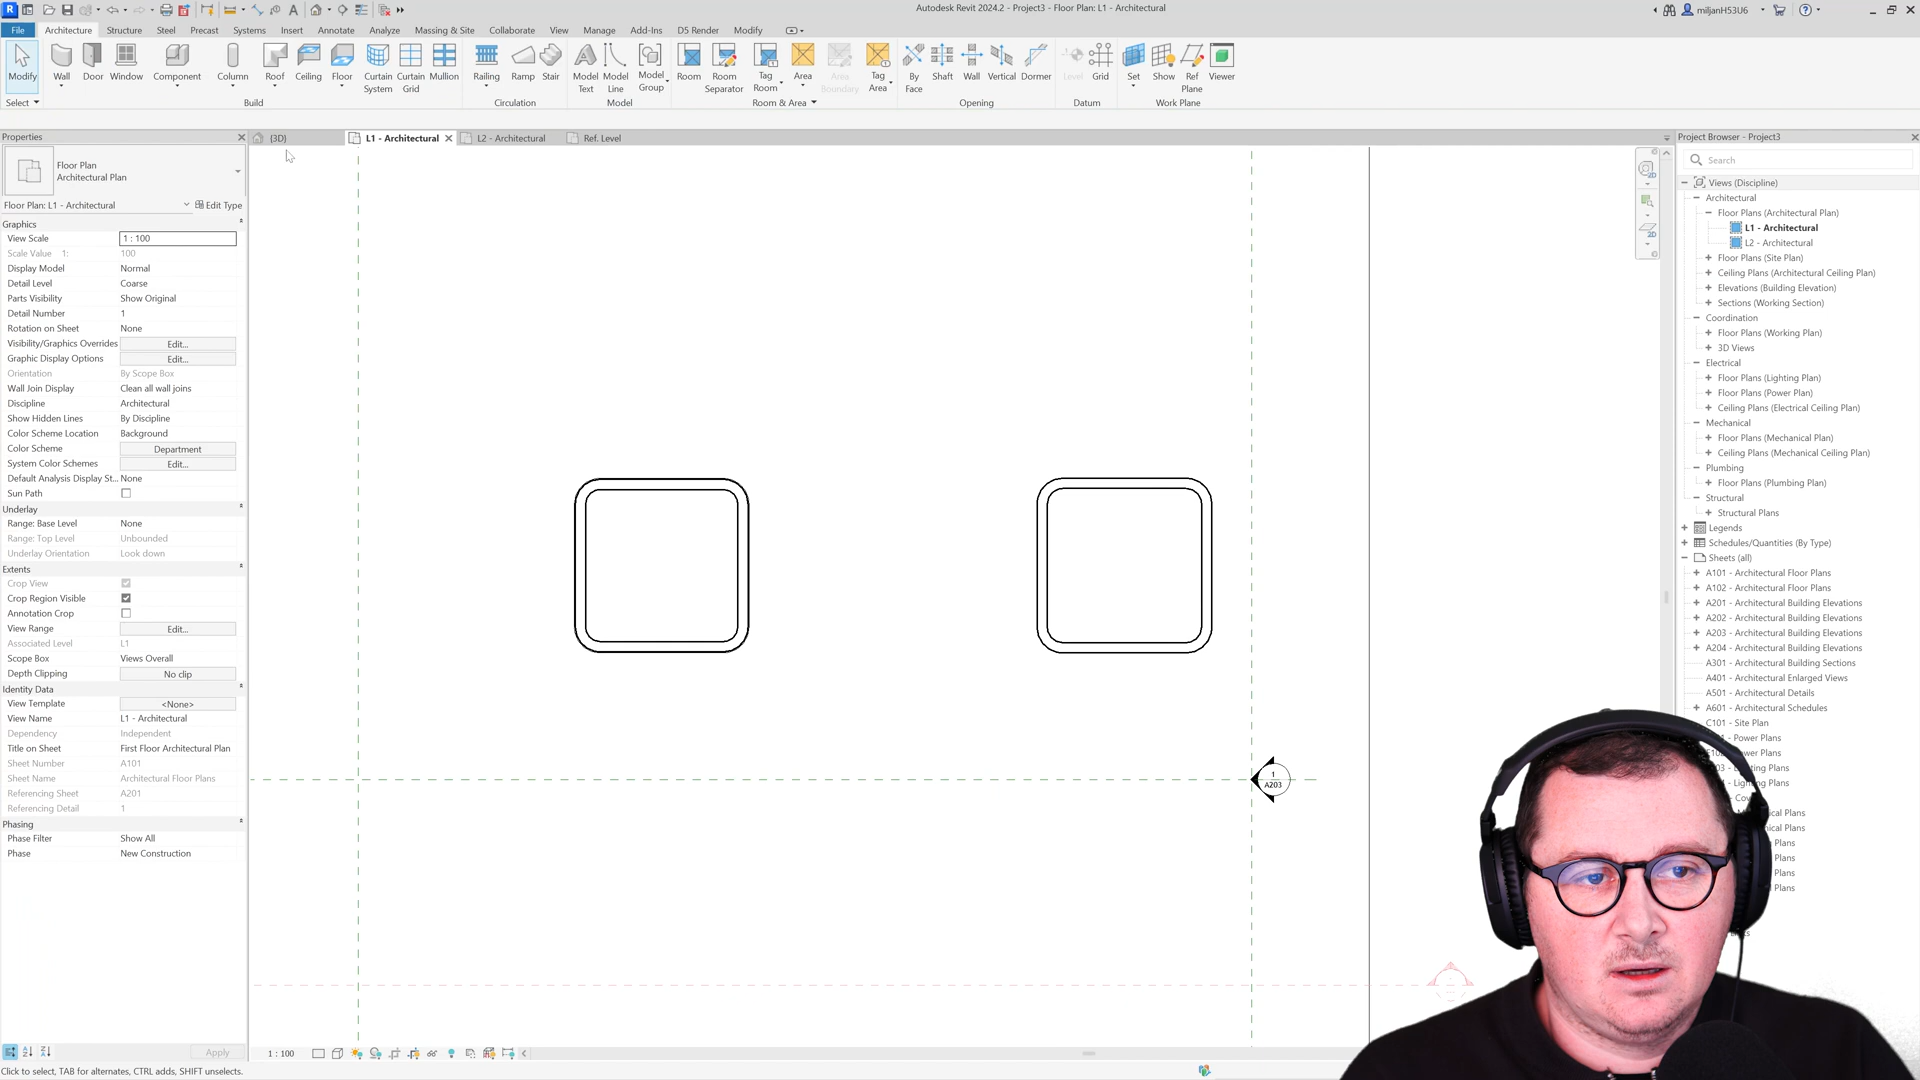 Autodesk Revit 2024.2 - Project3 - Floor Plan: L1 - Architectural
miljanH53U6
File Architecture Structure Steel Precast Systems Insert Annotate Analyze Massing & Site Collaborate View Manage Add-Ins D5 Render Modify
Modify
Wall
Door
Window
Component
Column
Roof
Ceiling
Floor
Curtain System
Curtain Grid
Mullion
Railing
Ramp
Stair
Model Text
Model Line
Model Group
Room
Room Separator
Tag Room
Area
Area Boundary
Tag Area
By Face
Shaft
Wall
Vertical
Dormer
Level
Grid
Set
Show
Ref Plane
Viewer
Select
Build
Circulation
Model
Room & Area
Opening
Datum
Work Plane
Properties
{3D}
L1 - Architectural
L2 - Architectural
Ref. Level
Project Browser - Project3
Floor Plan
Architectural Plan
Floor Plan: L1 - Architectural
Edit Type
Graphics
View Scale 1 : 100
Scale Value 1: 100
Display Model Normal
Detail Level Coarse
Parts Visibility Show Original
Detail Number 1
Rotation on Sheet None
Visibility/Graphics Overrides Edit...
Graphic Display Options Edit...
Orientation By Scope Box
Wall Join Display Clean all wall joins
Discipline Architectural
Show Hidden Lines By Discipline
Color Scheme Location Background
Color Scheme Department
System Color Schemes Edit...
Default Analysis Display St... None
Sun Path
Underlay
Range: Base Level None
Range: Top Level Unbounded
Underlay Orientation Look down
Extents
Crop View
Crop Region Visible
Annotation Crop
View Range Edit...
Associated Level L1
Scope Box Views Overall
Depth Clipping No clip
Identity Data
View Template <None>
View Name L1 - Architectural
Dependency Independent
Title on Sheet First Floor Architectural Plan
Sheet Number A101
Sheet Name Architectural Floor Plans
Referencing Sheet A201
Referencing Detail 1
Phasing
Phase Filter Show All
Phase New Construction
Apply
1
A203
2D
2D
Search
Views (Discipline)
Architectural
Floor Plans (Architectural Plan)
L1 - Architectural
L2 - Architectural
Floor Plans (Site Plan)
Ceiling Plans (Architectural Ceiling Plan)
Elevations (Building Elevation)
Sections (Working Section)
Coordination
Floor Plans (Working Plan)
3D Views
Electrical
Floor Plans (Lighting Plan)
Floor Plans (Power Plan)
Ceiling Plans (Electrical Ceiling Plan)
Mechanical
Floor Plans (Mechanical Plan)
Ceiling Plans (Mechanical Ceiling Plan)
Plumbing
Floor Plans (Plumbing Plan)
Structural
Structural Plans
Legends
Schedules/Quantities (By Type)
Sheets (all)
A101 - Architectural Floor Plans
A102 - Architectural Floor Plans
A201 - Architectural Building Elevations
A202 - Architectural Building Elevations
A203 - Architectural Building Elevations
A204 - Architectural Building Elevations
A301 - Architectural Building Sections
A401 - Architectural Enlarged Views
A501 - Architectural Details
A601 - Architectural Schedules
C101 - Site Plan
- Power Plans
Power Plans
- Lighting Plans
- Lighting Plans
Plans
Plans
Plans
Plans
Plans
Plans
1 : 100
Click to select, TAB for alternates, CTRL adds, SHIFT unselects.